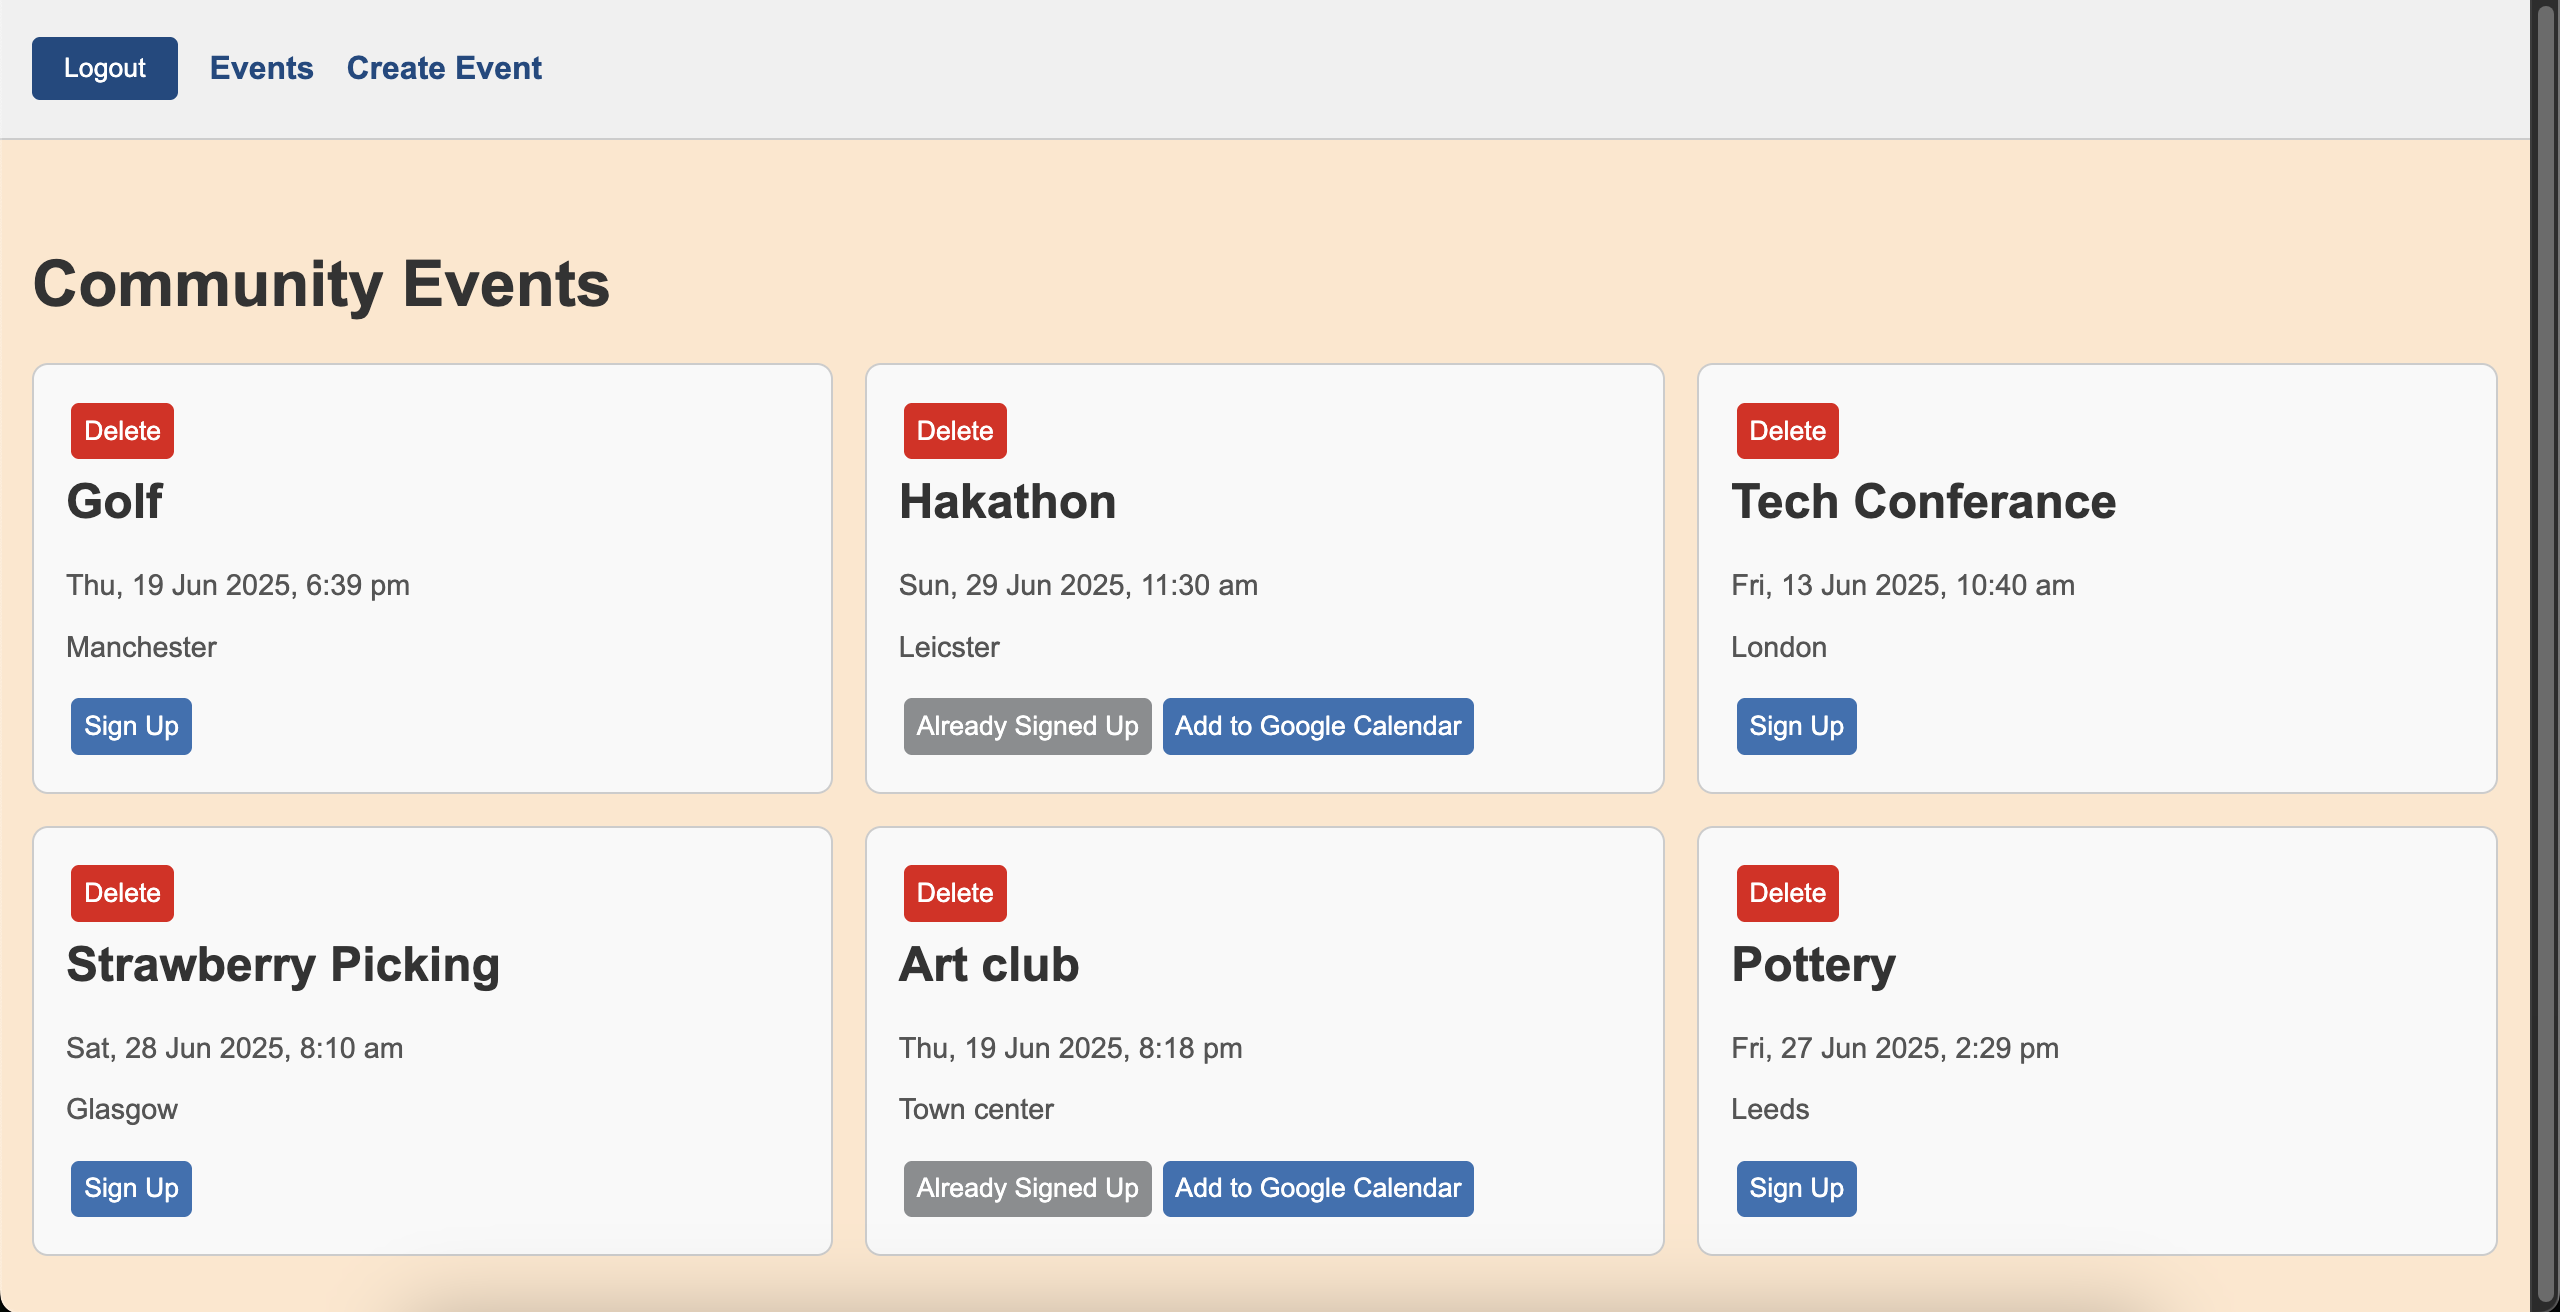 Logout Events Create Event
Community Events
Delete
Golf
Thu, 19 Jun 2025, 6:39 pm
Manchester
Sign Up
Delete
Hakathon
Sun, 29 Jun 2025, 11:30 am
Leicster
Already Signed Up Add to Google Calendar
Delete
Tech Conferance
Fri, 13 Jun 2025, 10:40 am
London
Sign Up
Delete
Strawberry Picking
Sat, 28 Jun 2025, 8:10 am
Glasgow
Sign Up
Delete
Art club
Thu, 19 Jun 2025, 8:18 pm
Town center
Already Signed Up Add to Google Calendar
Delete
Pottery
Fri, 27 Jun 2025, 2:29 pm
Leeds
Sign Up